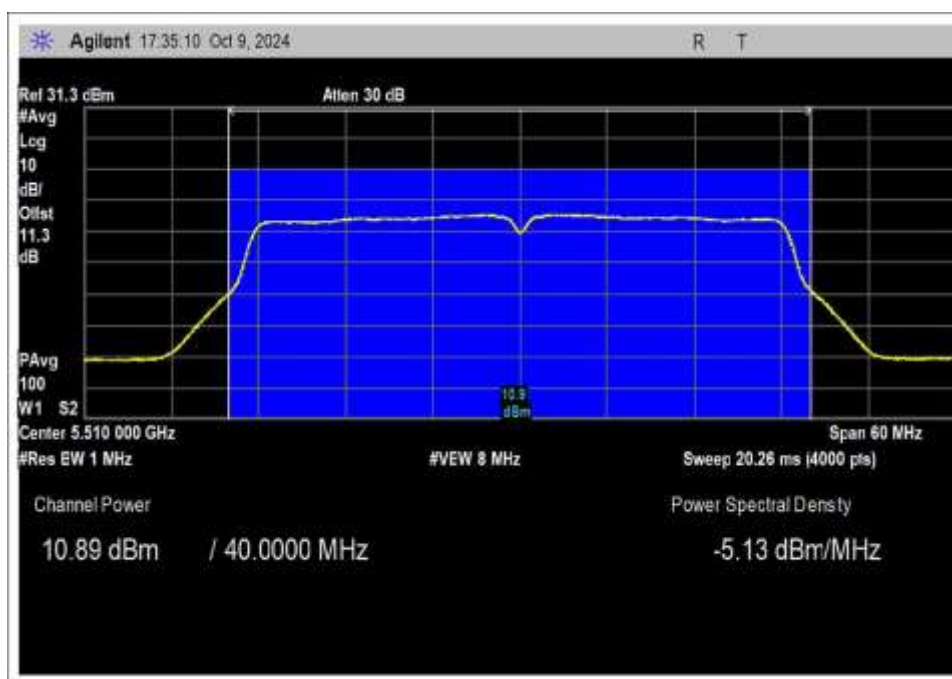 Agilent 17:35:10 Oct 9, 2024 R T
Ref 31.3 dBm Atten 30 dB
#Avg
Log
10
dB/
Offst
11.3
dB
10.9
dBm
PAvg
100
W1 S2
Center 5.510 000 GHz Span 60 MHz
#Res BW 1 MHz #VBW 8 MHz Sweep 20.26 ms (4000 pts)
Channel Power Power Spectral Density
10.89 dBm / 40.0000 MHz -5.13 dBm/MHz